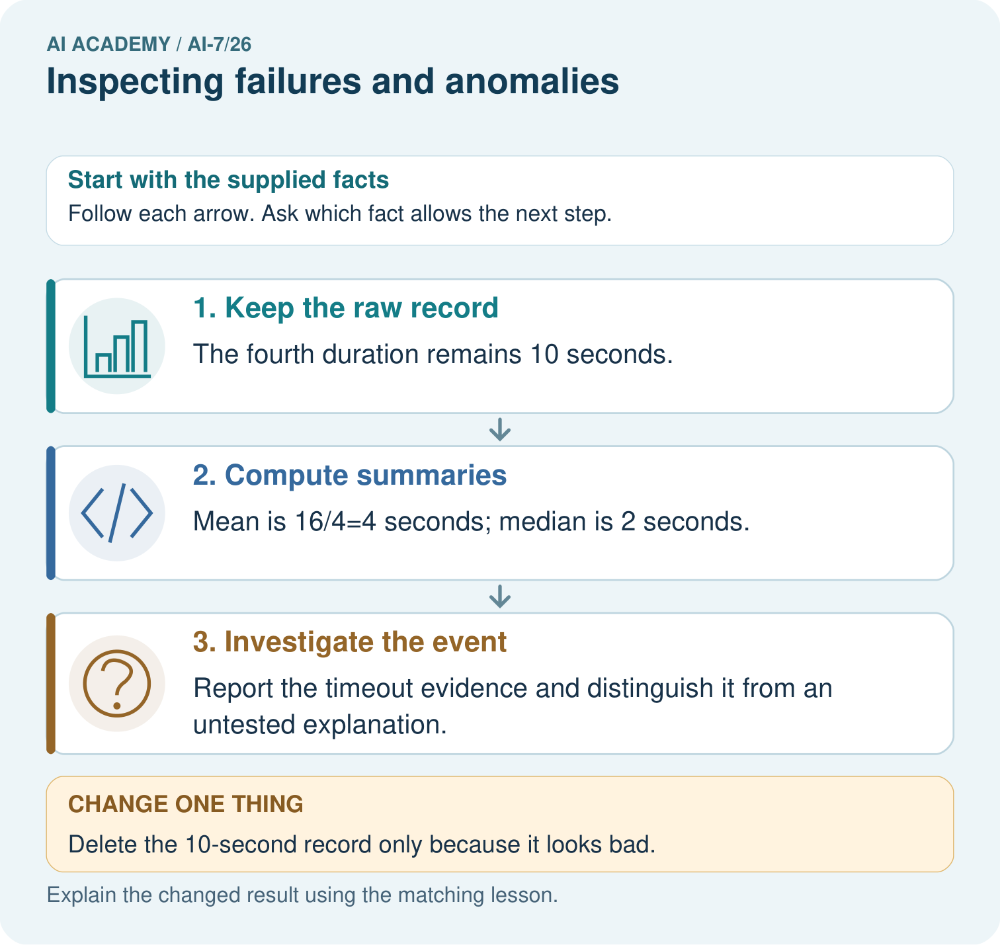 AI ACADEMY / AI-7/26
Inspecting failures and anomalies
Start with the supplied facts
Follow each arrow. Ask which fact allows the next step.
1. Keep the raw record
The fourth duration remains 10 seconds.
2. Compute summaries
Mean is 16/4=4 seconds; median is 2 seconds.
3. Investigate the event
Report the timeout evidence and distinguish it from an
untested explanation.
CHANGE ONE THING
Delete the 10-second record only because it looks bad.
Explain the changed result using the matching lesson.